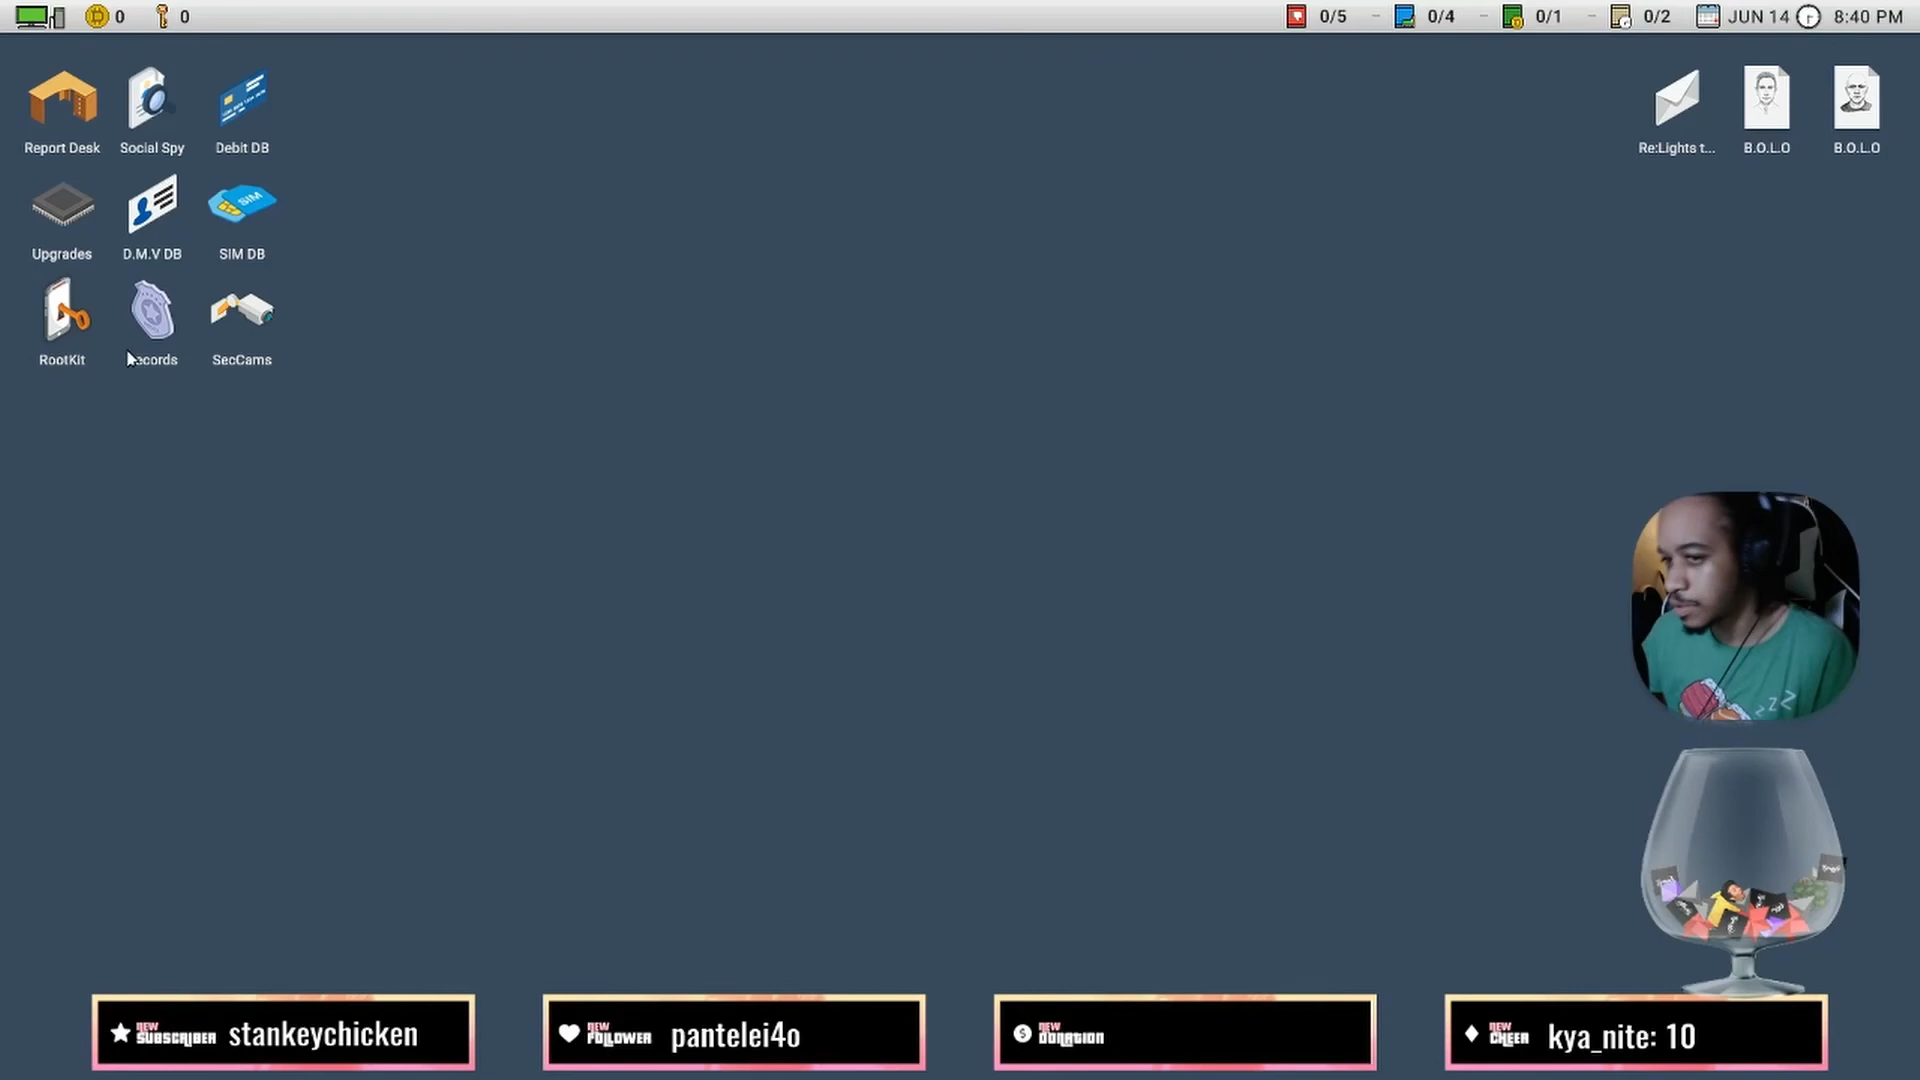 0 0 0/5 - 0/4 - 0/1 - 0/2 JUN 14 8:40 PM
Report Desk Social Spy Debit DB Re:Lights t... B.O.L.O B.O.L.O
SIM
Upgrades D.M.V DB SIM DB
RootKit ecords SecCams
z Z Z
NEW SUBSCRIBER stankeychicken
NEW FOLLOWER pantelei4o
NEW DONATION
NEW CHEER kya_nite: 10